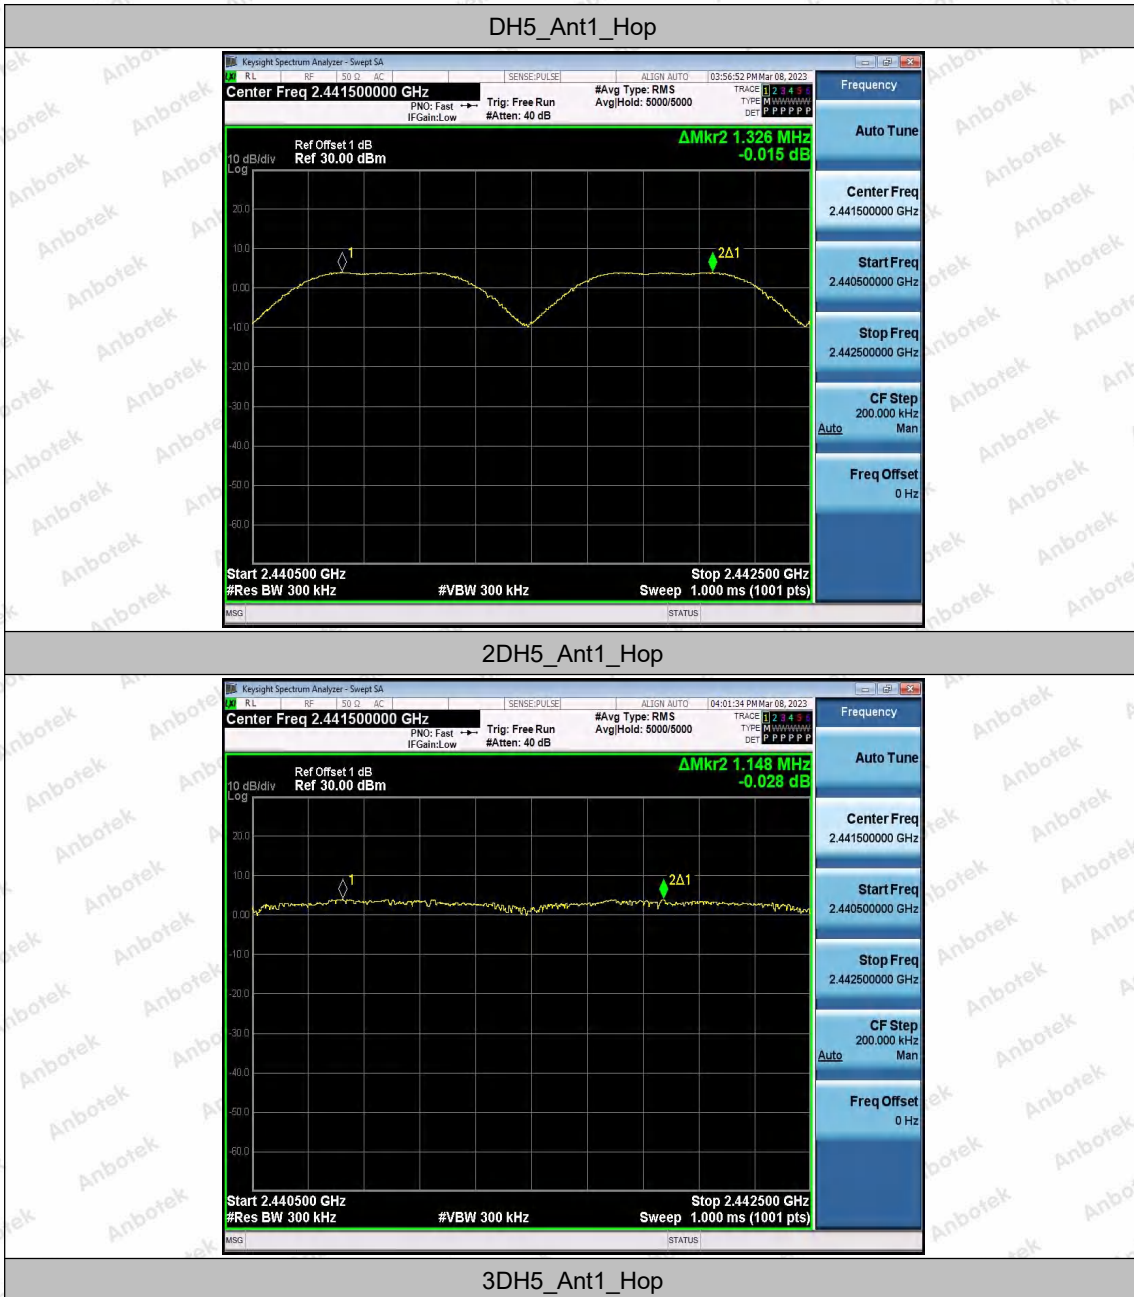 DH5_Ant1_Hop
Keysight Spectrum Analyzer - Swept SA
RL RF 50 Ω AC SENSE:PULSE ALIGN AUTO 03:56:52 PM Mar 08, 2023
Center Freq 2.441500000 GHz
PNO: Fast
IFGain:Low
Trig: Free Run
#Atten: 40 dB
#Avg Type: RMS
Avg|Hold: 5000/5000
TRACE 1 2 3 4 5 6
TYPE M WWWWW
DET P P P P P P
Frequency
Auto Tune
Center Freq
2.441500000 GHz
Start Freq
2.440500000 GHz
Stop Freq
2.442500000 GHz
CF Step
200.000 kHz
Auto Man
Freq Offset
0 Hz
ΔMkr2 1.326 MHz
-0.015 dB
Ref Offset 1 dB
10 dB/div Ref 30.00 dBm
Log
20.0
10.0
0.00
-10.0
-20.0
-30.0
-40.0
-50.0
-60.0
1
2Δ1
Start 2.440500 GHz Stop 2.442500 GHz
#Res BW 300 kHz #VBW 300 kHz Sweep 1.000 ms (1001 pts)
MSG STATUS
2DH5_Ant1_Hop
Keysight Spectrum Analyzer - Swept SA
RL RF 50 Ω AC SENSE:PULSE ALIGN AUTO 04:01:34 PM Mar 08, 2023
Center Freq 2.441500000 GHz
PNO: Fast
IFGain:Low
Trig: Free Run
#Atten: 40 dB
#Avg Type: RMS
Avg|Hold: 5000/5000
TRACE 1 2 3 4 5 6
TYPE M WWWWW
DET P P P P P P
Frequency
Auto Tune
Center Freq
2.441500000 GHz
Start Freq
2.440500000 GHz
Stop Freq
2.442500000 GHz
CF Step
200.000 kHz
Auto Man
Freq Offset
0 Hz
ΔMkr2 1.148 MHz
-0.028 dB
Ref Offset 1 dB
10 dB/div Ref 30.00 dBm
Log
20.0
10.0
0.00
-10.0
-20.0
-30.0
-40.0
-50.0
-60.0
1
2Δ1
Start 2.440500 GHz Stop 2.442500 GHz
#Res BW 300 kHz #VBW 300 kHz Sweep 1.000 ms (1001 pts)
MSG STATUS
3DH5_Ant1_Hop
Anbotek